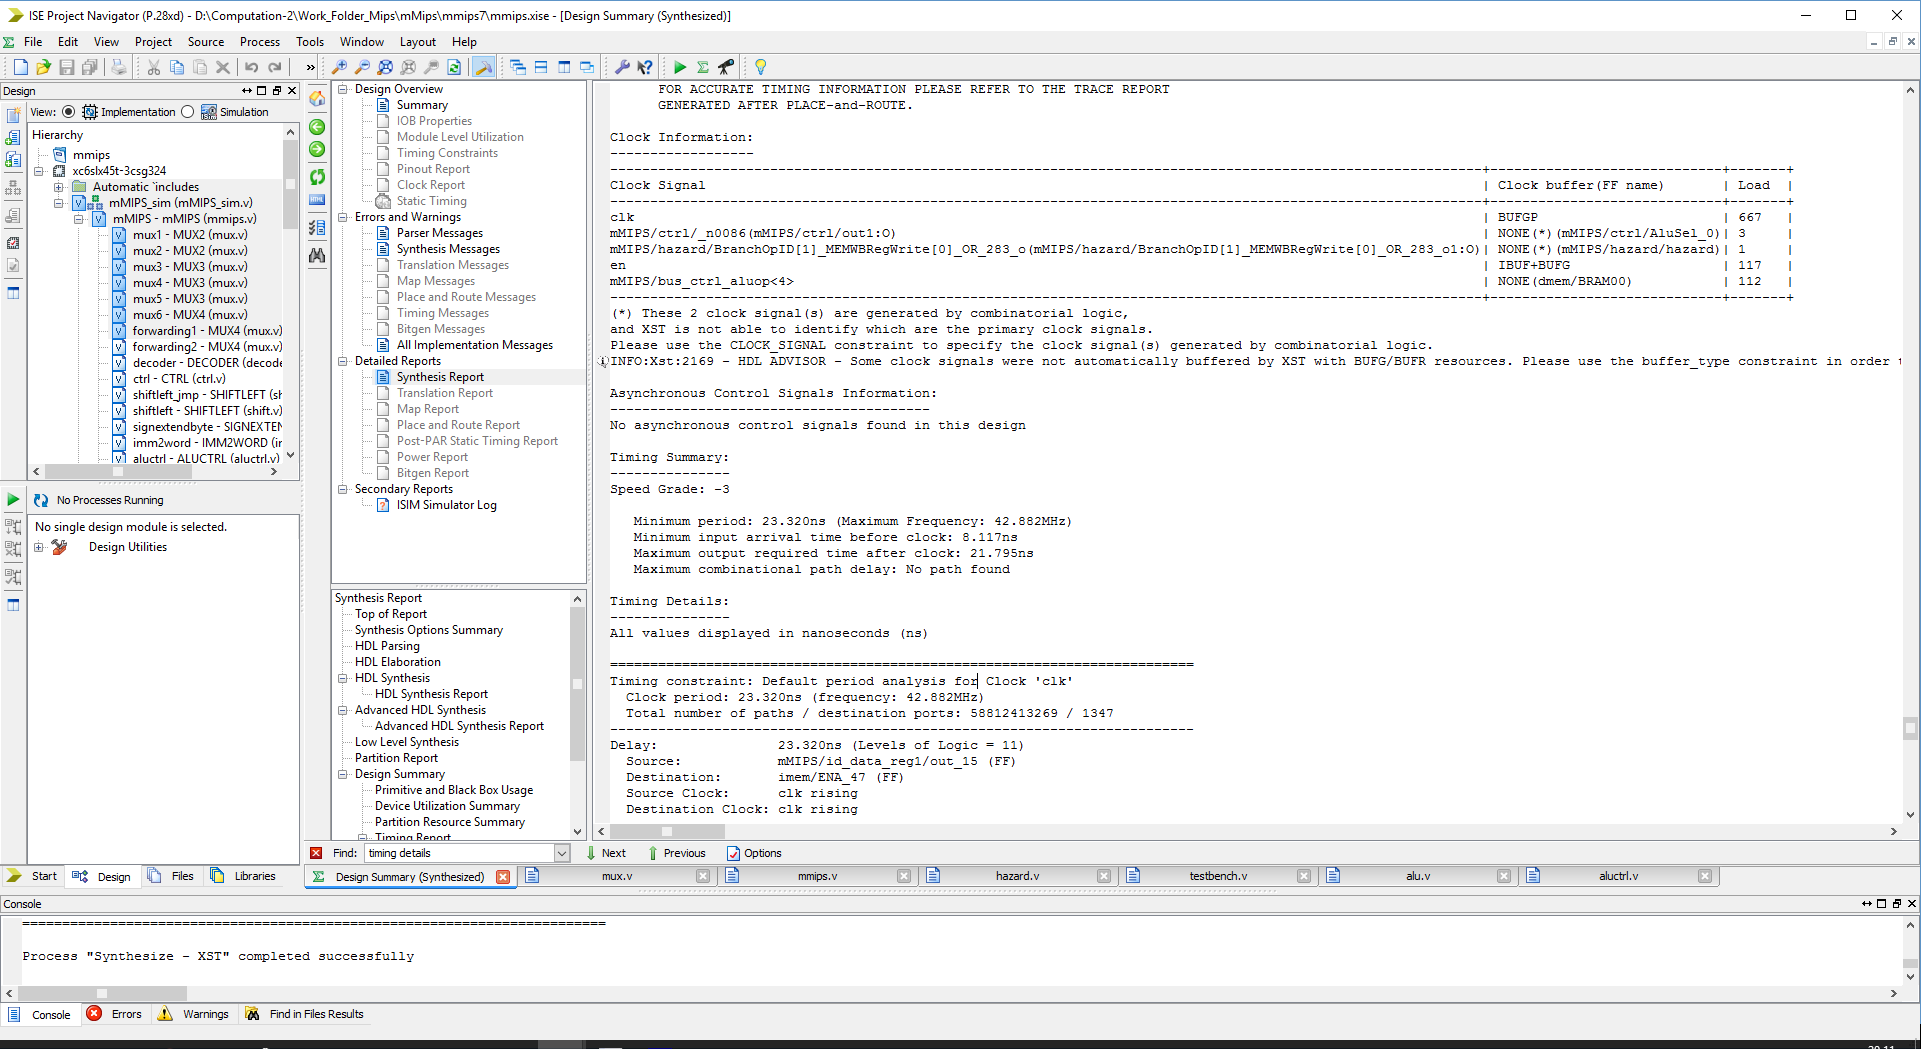 ISE Project Navigator (P.28xd) - D:\Computation-2\Work_Folder_Mips\mMips\mmips7\mmips.xise - [Design Summary (Synthesized)]
File Edit View Project Source Process Tools Window Layout Help
Design
View: Implementation Simulation
Hierarchy
mmips
xc6slx45t-3csg324
Automatic `includes
mMIPS_sim (mMIPS_sim.v)
mMIPS - mMIPS (mmips.v)
mux1 - MUX2 (mux.v)
mux2 - MUX2 (mux.v)
mux3 - MUX3 (mux.v)
mux4 - MUX3 (mux.v)
mux5 - MUX3 (mux.v)
mux6 - MUX4 (mux.v)
forwarding1 - MUX4 (mux.v)
forwarding2 - MUX4 (mux.v)
decoder - DECODER (decode
ctrl - CTRL (ctrl.v)
shiftleft_jmp - SHIFTLEFT (sh
shiftleft - SHIFTLEFT (shift.v)
signextendbyte - SIGNEXTEN
imm2word - IMM2WORD (ir
aluctrl - ALUCTRL (aluctrl.v)
No Processes Running
No single design module is selected.
Design Utilities
Start Design Files Libraries
Design Overview
Summary
IOB Properties
Module Level Utilization
Timing Constraints
Pinout Report
Clock Report
Static Timing
Errors and Warnings
Parser Messages
Synthesis Messages
Translation Messages
Map Messages
Place and Route Messages
Timing Messages
Bitgen Messages
All Implementation Messages
Detailed Reports
Synthesis Report
Translation Report
Map Report
Place and Route Report
Post-PAR Static Timing Report
Power Report
Bitgen Report
Secondary Reports
ISIM Simulator Log
Synthesis Report
Top of Report
Synthesis Options Summary
HDL Parsing
HDL Elaboration
HDL Synthesis
HDL Synthesis Report
Advanced HDL Synthesis
Advanced HDL Synthesis Report
Low Level Synthesis
Partition Report
Design Summary
Primitive and Black Box Usage
Device Utilization Summary
Partition Resource Summary
Timing Report
FOR ACCURATE TIMING INFORMATION PLEASE REFER TO THE TRACE REPORT
GENERATED AFTER PLACE-and-ROUTE.
Clock Information:
------------------
Clock Signal | Clock buffer(FF name) | Load |
clk | BUFGP | 667 |
mMIPS/ctrl/_n0086(mMIPS/ctrl/out1:O) | NONE(*)(mMIPS/ctrl/AluSel_0)| 3 |
mMIPS/hazard/BranchOpID[1]_MEMWBRegWrite[0]_OR_283_o(mMIPS/hazard/BranchOpID[1]_MEMWBRegWrite[0]_OR_283_o1:O)| NONE(*)(mMIPS/hazard/hazard)| 1 |
en | IBUF+BUFG | 117 |
mMIPS/bus_ctrl_aluop<4> | NONE(dmem/BRAM00) | 112 |
(*) These 2 clock signal(s) are generated by combinatorial logic,
and XST is not able to identify which are the primary clock signals.
Please use the CLOCK_SIGNAL constraint to specify the clock signal(s) generated by combinatorial logic.
INFO:Xst:2169 - HDL ADVISOR - Some clock signals were not automatically buffered by XST with BUFG/BUFR resources. Please use the buffer_type constraint in order t
Asynchronous Control Signals Information:
----------------------------------------
No asynchronous control signals found in this design
Timing Summary:
---------------
Speed Grade: -3
Minimum period: 23.320ns (Maximum Frequency: 42.882MHz)
Minimum input arrival time before clock: 8.117ns
Maximum output required time after clock: 21.795ns
Maximum combinational path delay: No path found
Timing Details:
---------------
All values displayed in nanoseconds (ns)
=========================================================================
Timing constraint: Default period analysis for Clock 'clk'
Clock period: 23.320ns (frequency: 42.882MHz)
Total number of paths / destination ports: 58812413269 / 1347
-------------------------------------------------------------------------
Delay: 23.320ns (Levels of Logic = 11)
Source: mMIPS/id_data_reg1/out_15 (FF)
Destination: imem/ENA_47 (FF)
Source Clock: clk rising
Destination Clock: clk rising
Find: timing details Next Previous Options
Design Summary (Synthesized) mux.v mmips.v hazard.v testbench.v alu.v aluctrl.v
Console
=========================================================================
Process "Synthesize - XST" completed successfully
Console Errors Warnings Find in Files Results